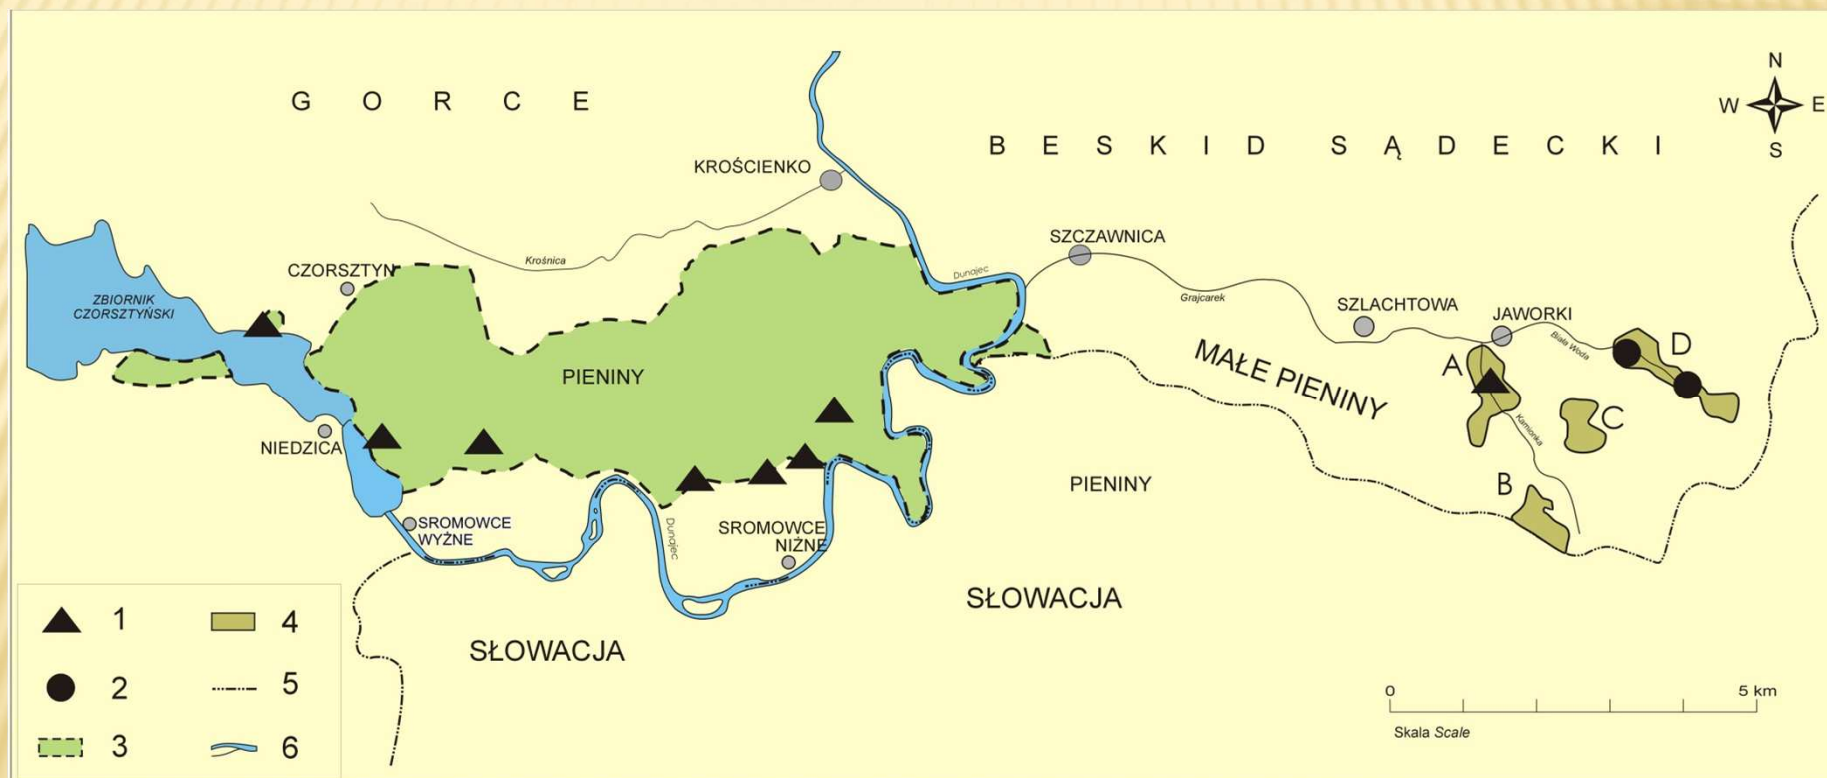 G O R C E
N
W E
S
B E S K I D S Ą D E C K I
KROŚCIENKO
SZCZAWNICA
Krośnica
CZORSZTYN
Dunajec
ZBIORNIK
CZORSZTYŃSKI
Grajcarek
SZLACHTOWA
JAWORKI
Biała Woda
D
MAŁE PIENINY
A
PIENINY
C
Kamionka
NIEDZICA
B
PIENINY
SROMOWCE
WYŻNE
Dunajec
SROMOWCE
NIŻNE
SŁOWACJA
SŁOWACJA
1
4
2
5
3
6
0 5 km
Skala Scale